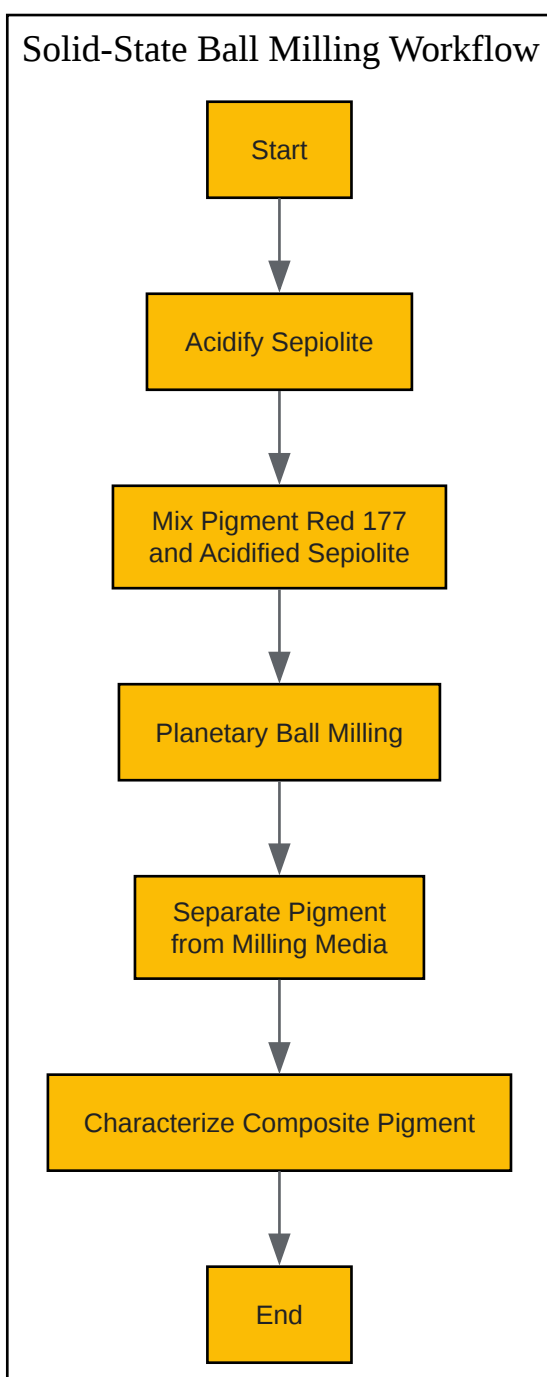 Solid-State Ball Milling Workflow
Start
Acidify Sepiolite
Mix Pigment Red 177
and Acidified Sepiolite
Planetary Ball Milling
Separate Pigment
from Milling Media
Characterize Composite Pigment
End